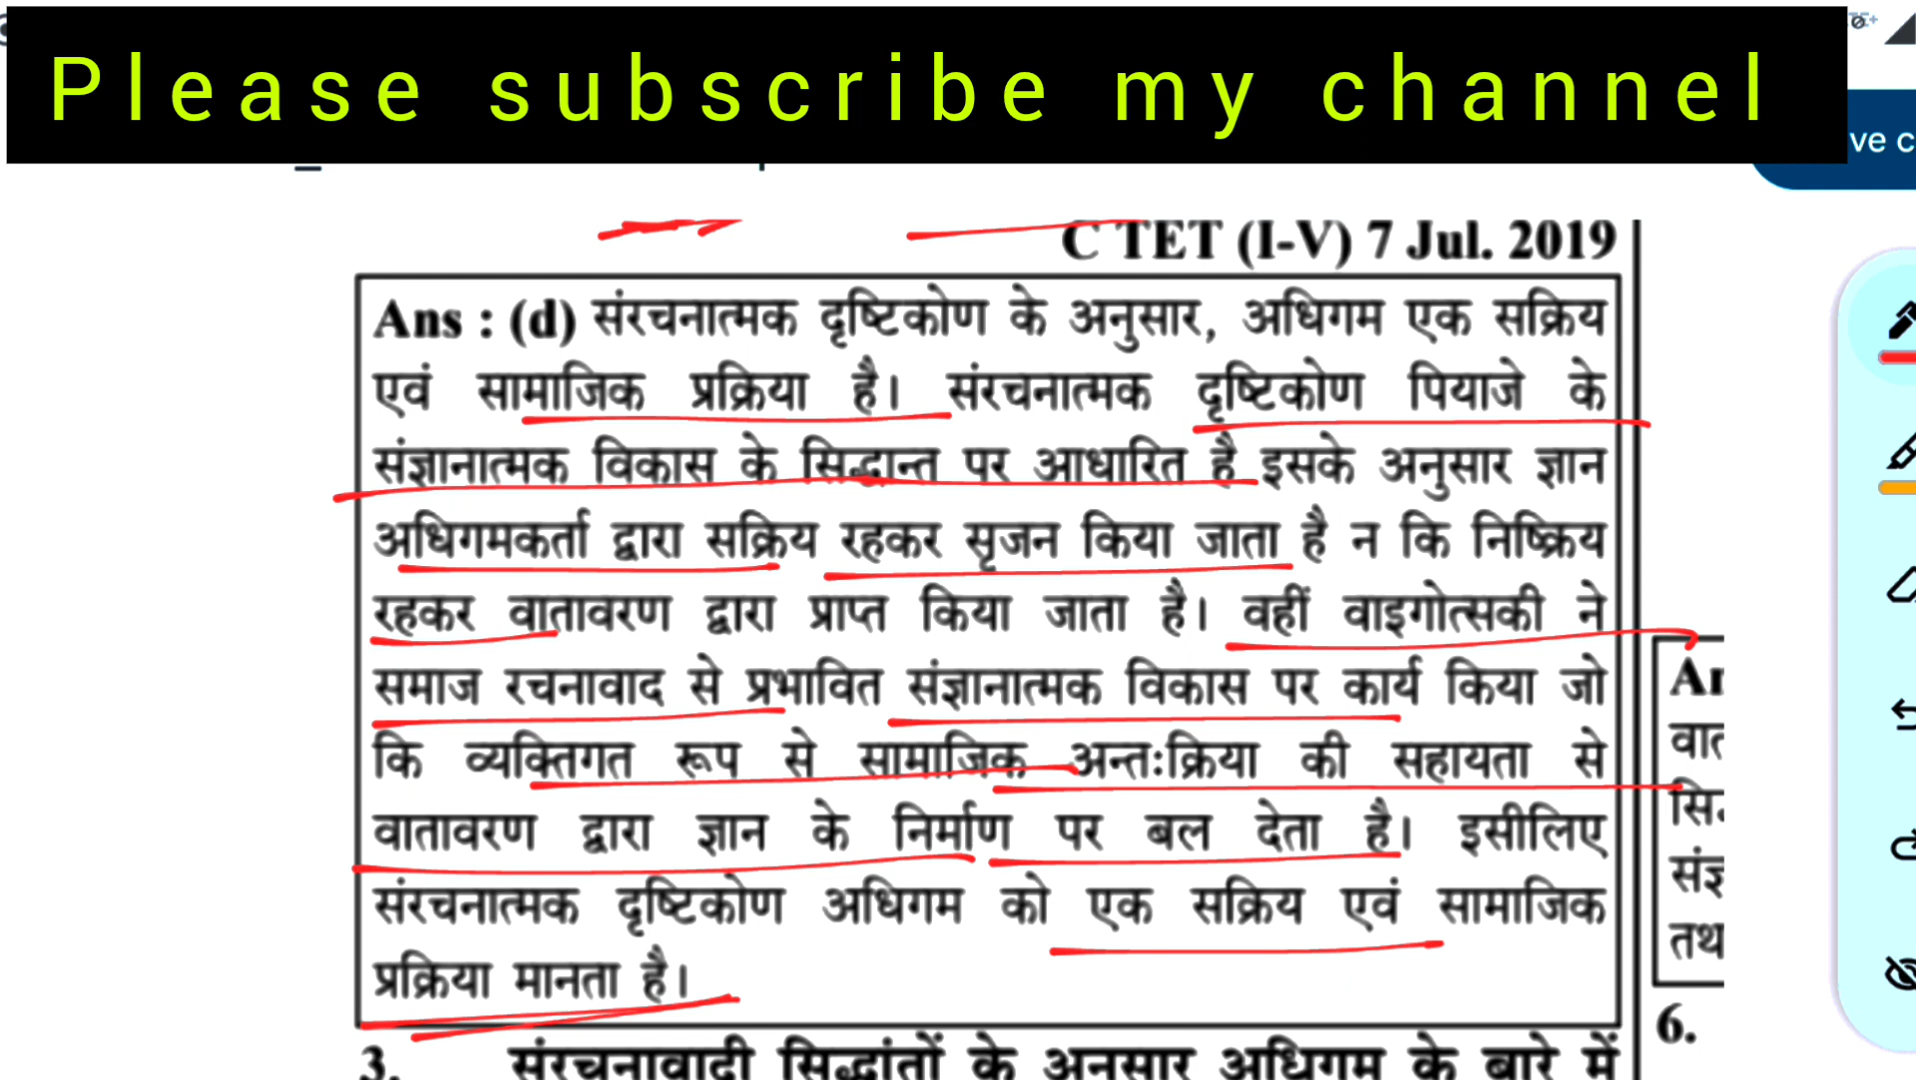 Please subscribe my channel
ve c
C TET (I-V) 7 Jul. 2019
Ans : (d) संरचनात्मक दृष्टिकोण के अनुसार, अधिगम एक सक्रिय
एवं सामाजिक प्रक्रिया है। संरचनात्मक दृष्टिकोण पियाजे के
संज्ञानात्मक विकास के सिद्धान्त पर आधारित है इसके अनुसार ज्ञान
अधिगमकर्ता द्वारा सक्रिय रहकर सृजन किया जाता है न कि निष्क्रिय
रहकर वातावरण द्वारा प्राप्त किया जाता है। वहीं वाइगोत्सकी ने
समाज रचनावाद से प्रभावित संज्ञानात्मक विकास पर कार्य किया जो
कि व्यक्तिगत रूप से सामाजिक अन्तःक्रिया की सहायता से
वातावरण द्वारा ज्ञान के निर्माण पर बल देता है। इसीलिए
संरचनात्मक दृष्टिकोण अधिगम को एक सक्रिय एवं सामाजिक
प्रक्रिया मानता है।
3. संरचनावादी सिद्धांतों के अनुसार अधिगम के बारे में
वात
तथ
6.